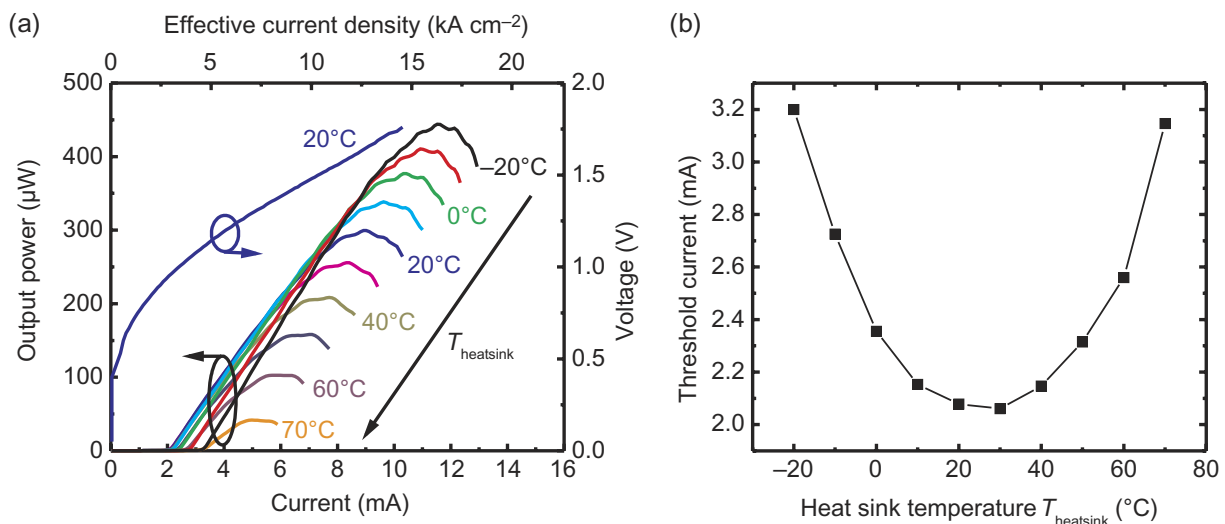 (a)
Effective current density (kA cm–2)
0 5 10 15 20
500
400
300
200
100
0
Output power (µW)
2.0
1.5
1.0
0.5
0.0
Voltage (V)
20°C
–20°C
0°C
20°C
40°C
60°C
70°C
Theatsink
0 2 4 6 8 10 12 14 16
Current (mA)
(b)
3.2
3.0
2.8
2.6
2.4
2.2
2.0
Threshold current (mA)
–20 0 20 40 60 80
Heat sink temperature Theatsink (°C)